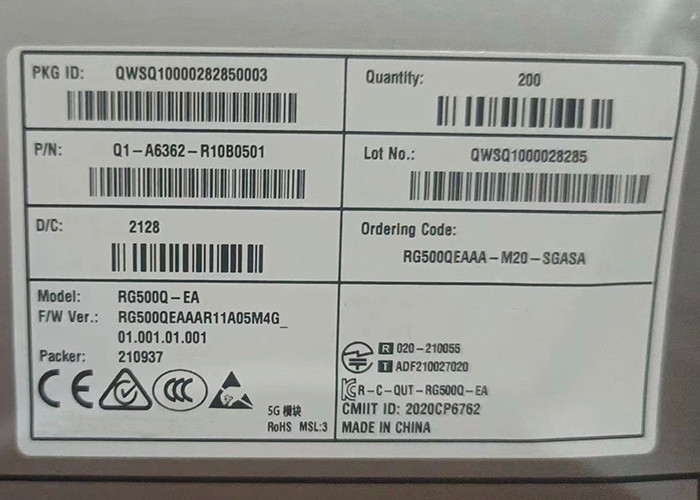 PKG ID: QWSQ10000282850003
Quantity: 200
P/N: Q1-A6362-R10B0501
Lot No.: QWSQ1000028285
D/C: 2128
Ordering Code:
RG500QEAAA-M20-SGASA
Model: RG500Q-EA
F/W Ver.: RG500QEAAAR11A05M4G_
01.001.01.001
Packer: 210937
CE CCC
5G 模块
RoHS MSL:3
R 020-210055
T ADF210027020
R-C-QUT-RG500Q-EA
CMIIT ID: 2020CP6762
MADE IN CHINA